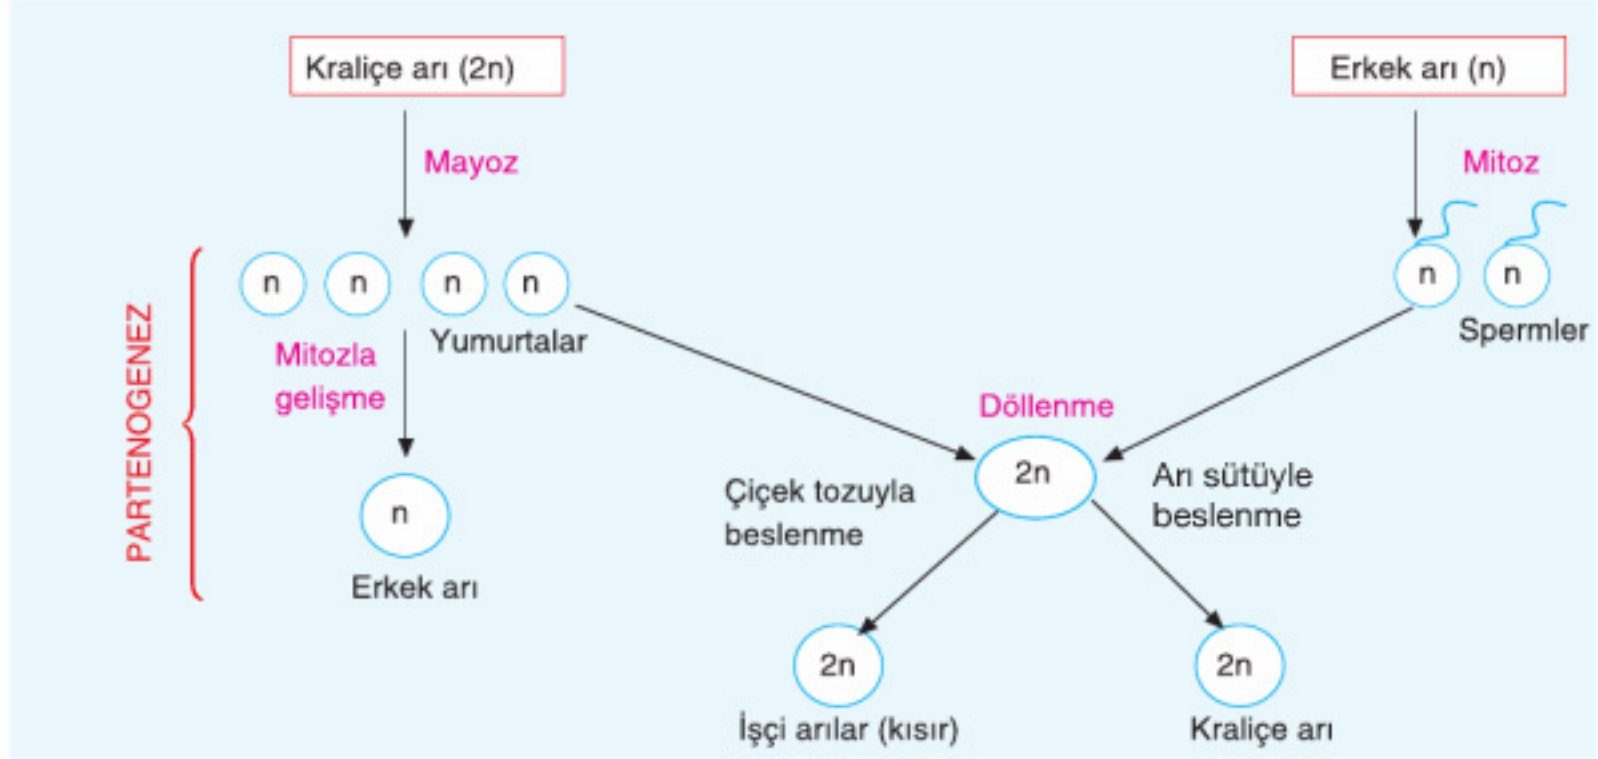 Kraliçe arı (2n)
Erkek arı (n)
Mayoz
Mitoz
PARTENOGENEZ
n
n
n
n
Yumurtalar
n
n
Spermler
Mitozla
gelişme
n
Erkek arı
Döllenme
2n
Çiçek tozuyla
beslenme
Arı sütüyle
beslenme
2n
İşçi arılar (kısır)
2n
Kraliçe arı